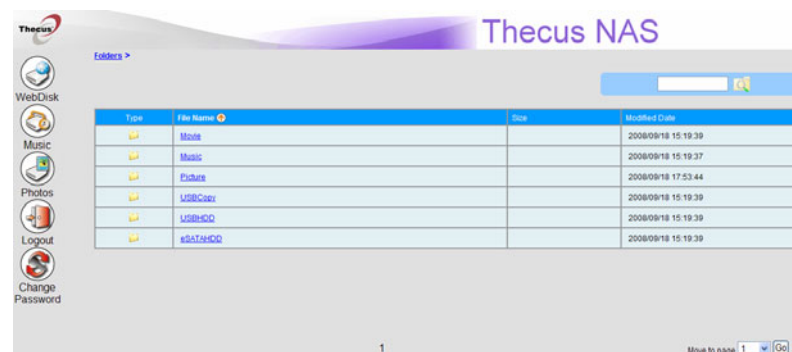 Thecus
Thecus NAS
Folders >
WebDisk
Music
Photos
Logout
Change
Password
Type File Name Size Modified Date
Movie 2008/09/18 15:19:39
Music 2008/09/18 15:19:37
Picture 2008/09/18 17:53:44
USBCopy 2008/09/18 15:19:39
USBHDD 2008/09/18 15:19:39
eSATAHDD 2008/09/18 15:19:39
1
Move to page 1 Go